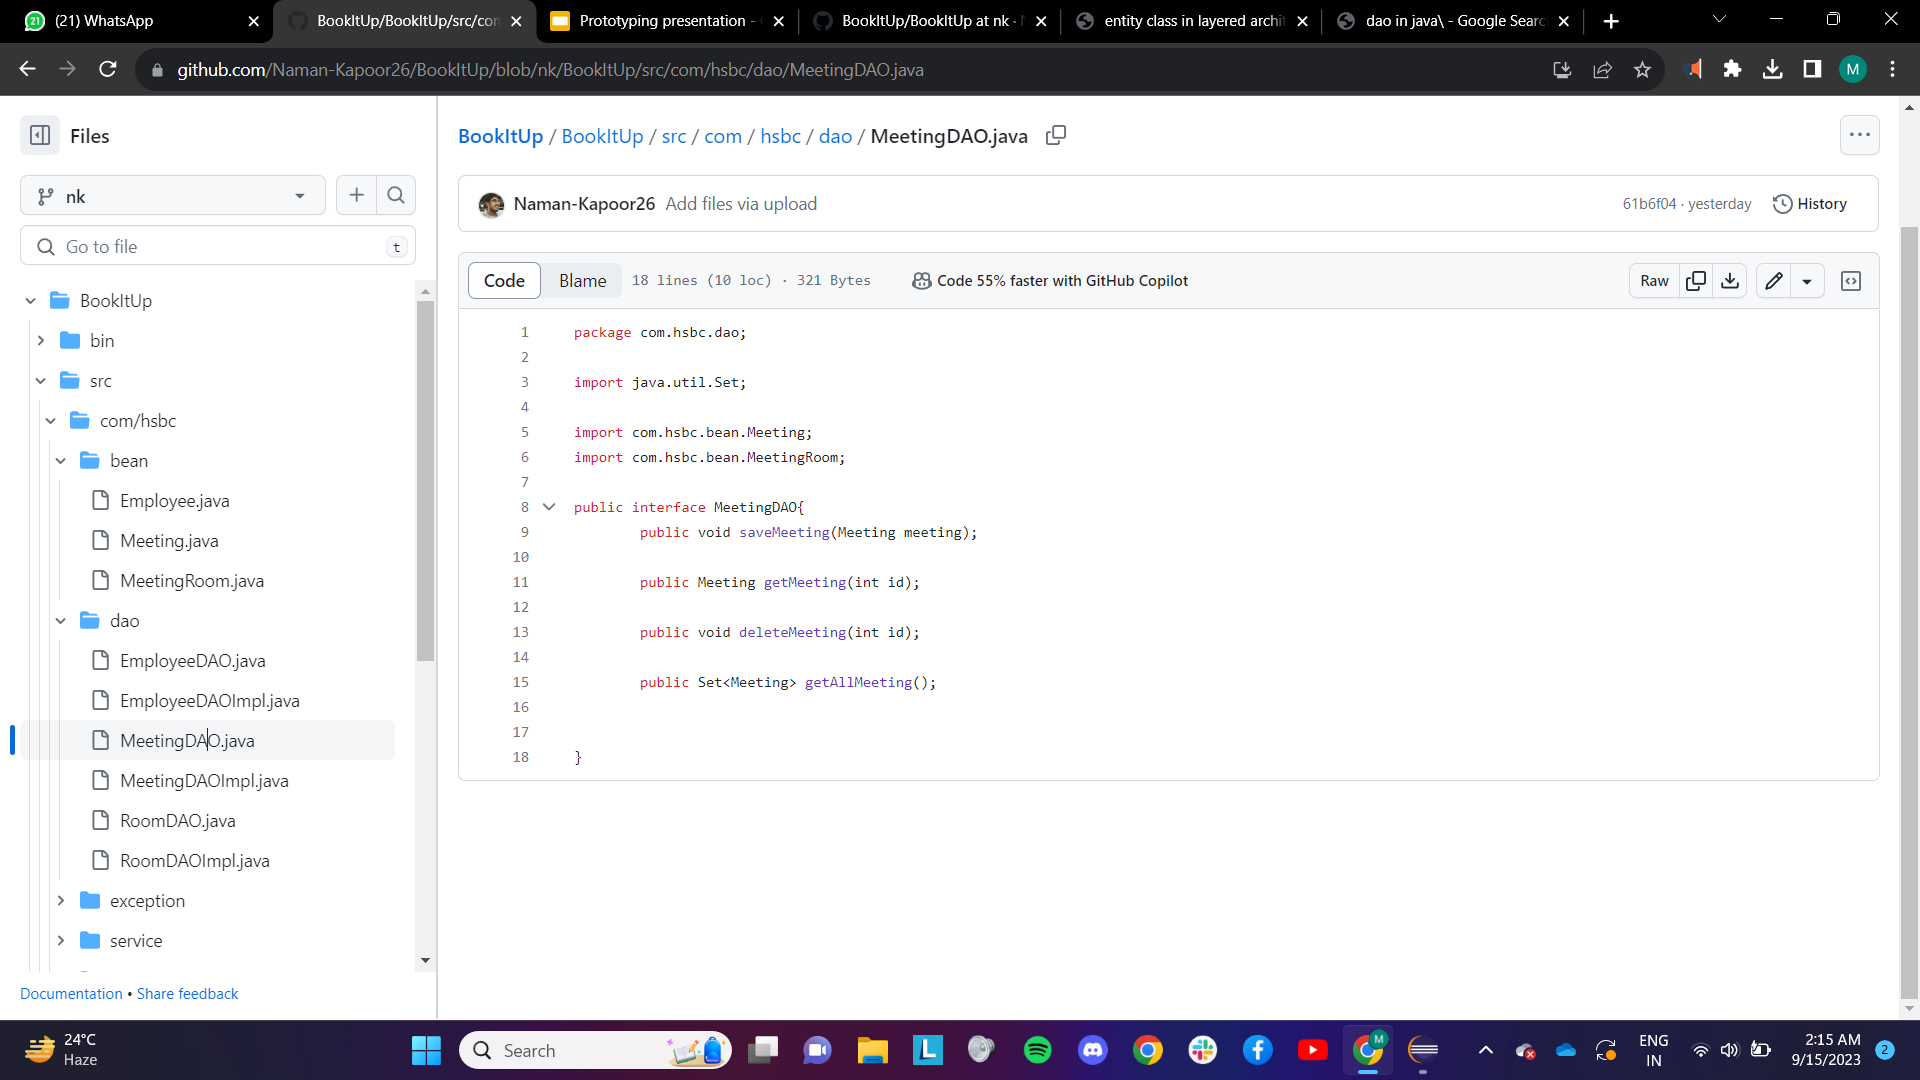 (21) WhatsApp
BookItUp/BookItUp/src/con
Prototyping presentation -
BookItUp/BookItUp at nk ·
entity class in layered archit
dao in java\ - Google Searc
github.com/Naman-Kapoor26/BookItUp/blob/nk/BookItUp/src/com/hsbc/dao/MeetingDAO.java
M
Files
BookItUp / BookItUp / src / com / hsbc / dao / MeetingDAO.java
nk
Naman-Kapoor26 Add files via upload
61b6f04 · yesterday
History
Go to file
t
Code
Blame
18 lines (10 loc) · 321 Bytes
Code 55% faster with GitHub Copilot
Raw
BookItUp
bin
src
com/hsbc
bean
Employee.java
Meeting.java
MeetingRoom.java
dao
EmployeeDAO.java
EmployeeDAOImpl.java
MeetingDAO.java
MeetingDAOImpl.java
RoomDAO.java
RoomDAOImpl.java
exception
service
Documentation • Share feedback
1 package com.hsbc.dao;
2
3 import java.util.Set;
4
5 import com.hsbc.bean.Meeting;
6 import com.hsbc.bean.MeetingRoom;
7
8 public interface MeetingDAO{
9 public void saveMeeting(Meeting meeting);
10
11 public Meeting getMeeting(int id);
12
13 public void deleteMeeting(int id);
14
15 public Set<Meeting> getAllMeeting();
16
17
18 }
24°C
Haze
Search
L
M
ENG
IN
2:15 AM
9/15/2023
2